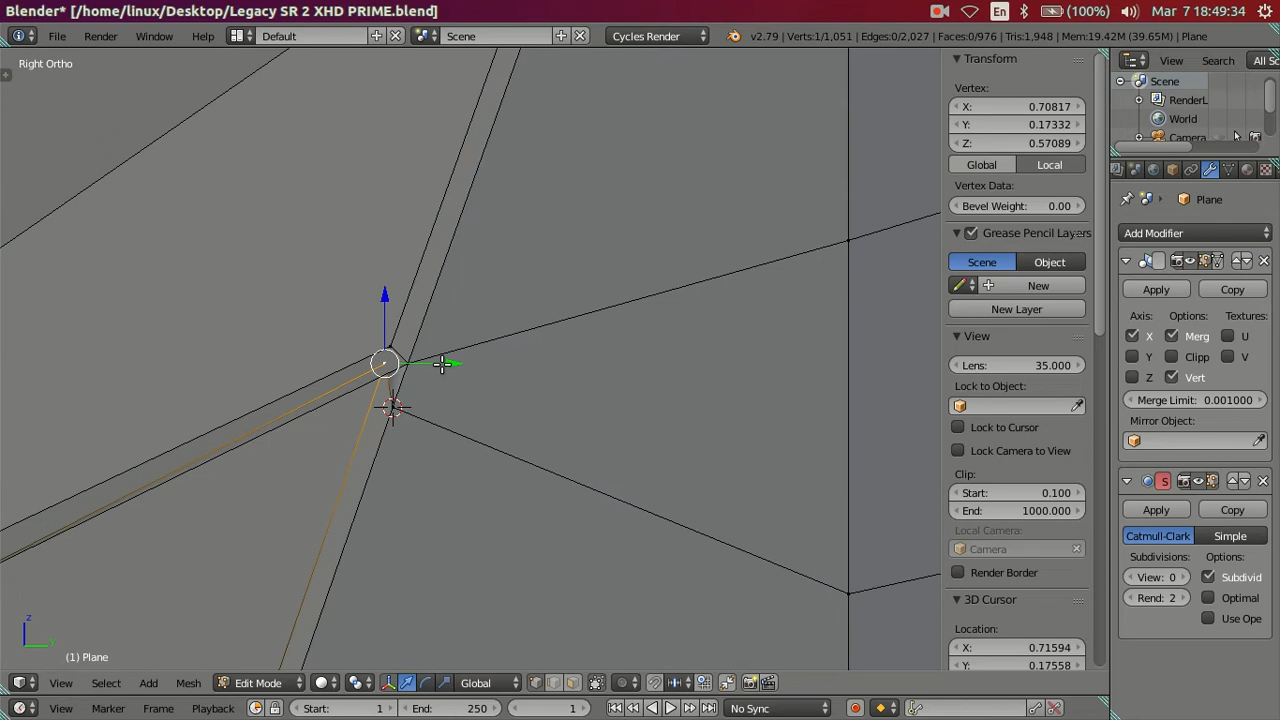 Blender* [/home/linux/Desktop/Legacy SR 2 XHD PRIME.blend]
En (100%) Mar 7 18:49:34
File Render Window Help Default Scene Cycles Render v2.79 | Verts:1/1,051 | Edges:0/2,027 | Faces:0/976 | Tris:1,948 | Mem:19.42M (39.65M) | Plane
Right Ortho
Transform
Vertex:
X: 0.70817
Y: 0.17332
Z: 0.57089
Global Local
Vertex Data:
Bevel Weight: 0.00
Grease Pencil Layers
Scene Object
New
New Layer
View
Lens: 35.000
Lock to Object:
Lock to Cursor
Lock Camera to View
Clip:
Start: 0.100
End: 1000.000
Local Camera:
Camera
Render Border
3D Cursor
Location:
X: 0.71594
Y: 0.17558
View Search All Sc
Scene
RenderL
World
Camera
Plane
Add Modifier
Apply Copy
Axis: Options: Textures:
X Merg U
Y Clipp V
Z Vert
Merge Limit: 0.001000
Mirror Object:
S
Apply Copy
Catmull-Clark Simple
Subdivisions: Options:
View: 0 Subdivid
Rend: 2 Optimal
Use Ope
z
y
(1) Plane
View Select Add Mesh Edit Mode Global
View Marker Frame Playback Start: 1 End: 250 1 No Sync